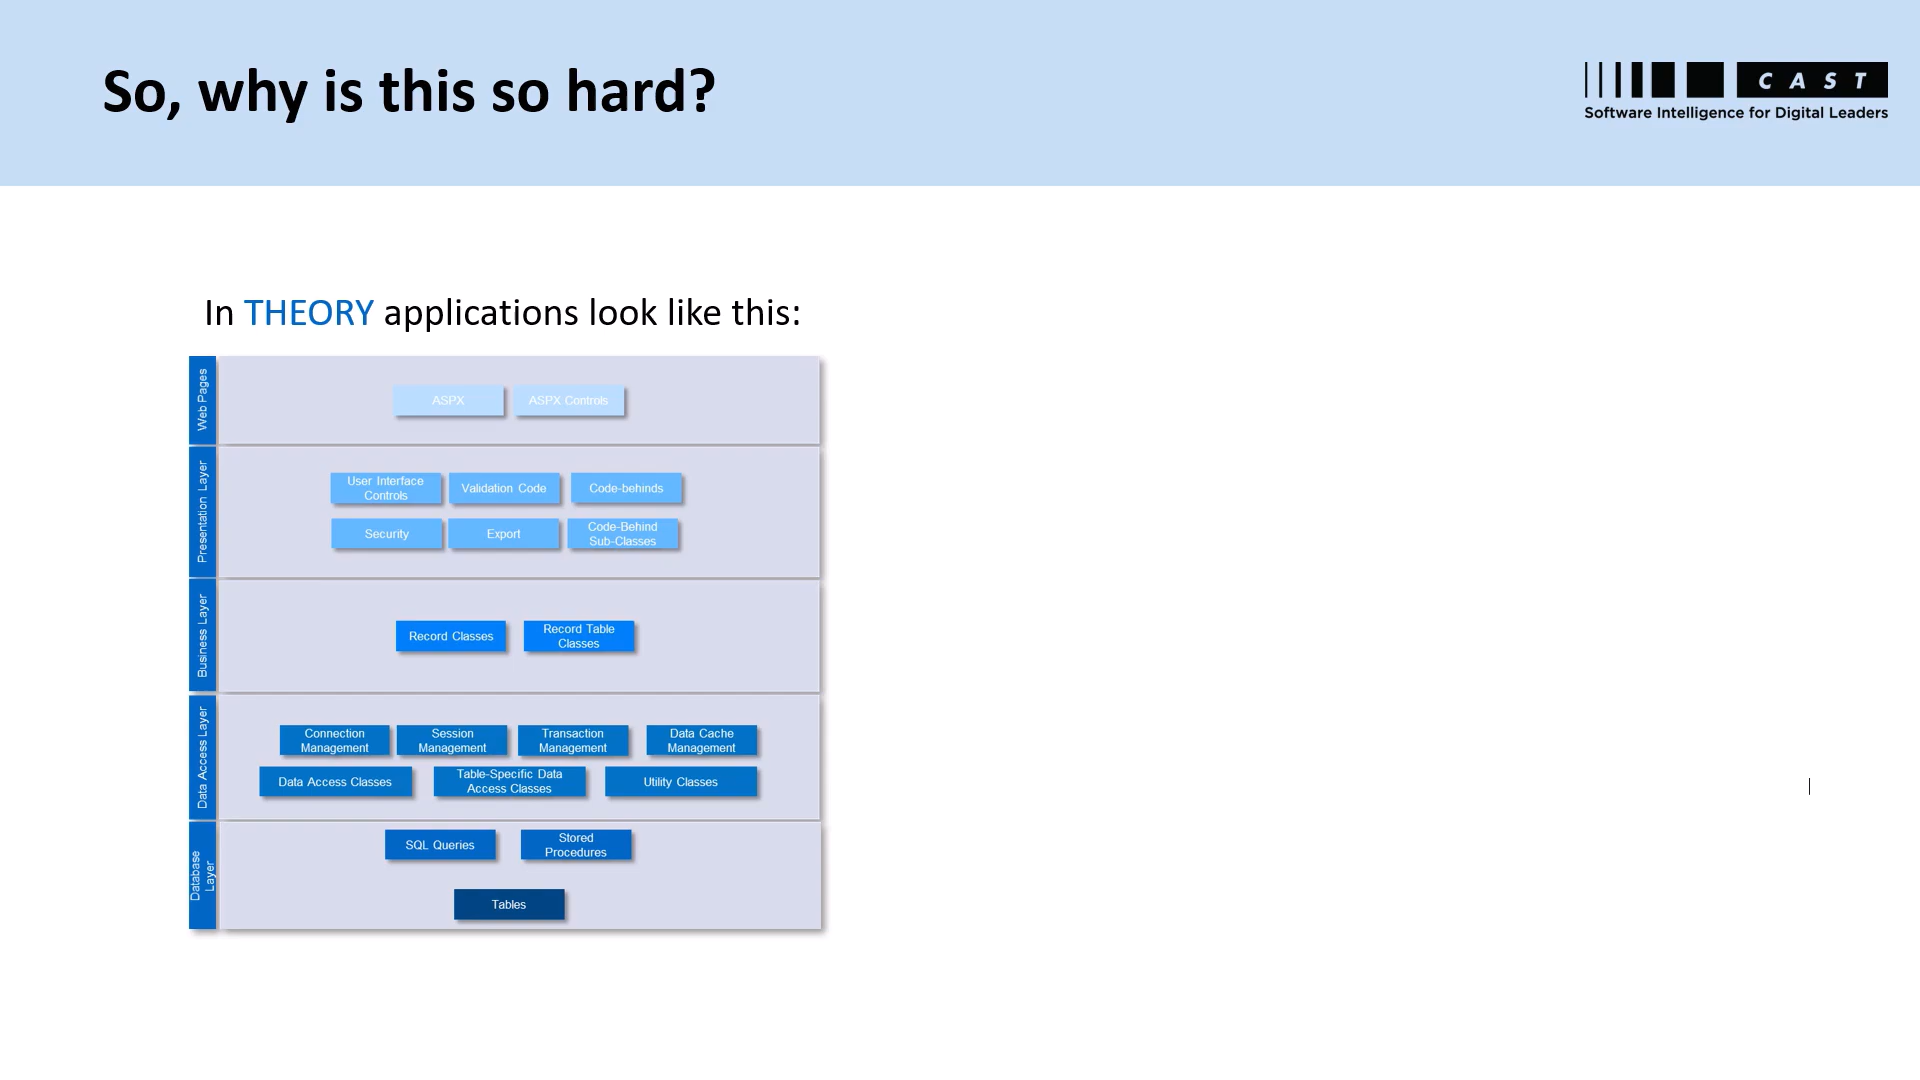 So, why is this so hard?
CAST
Software Intelligence for Digital Leaders
In THEORY applications look like this:
Web Pages
ASPX
ASPX Controls
Presentation Layer
User Interface
Controls
Validation Code
Code-behinds
Security
Export
Code-Behind
Sub-Classes
Business Layer
Record Classes
Record Table
Classes
Data Access Layer
Connection
Management
Session
Management
Transaction
Management
Data Cache
Management
Data Access Classes
Table-Specific Data
Access Classes
Utility Classes
Database
Layer
SQL Queries
Stored
Procedures
Tables